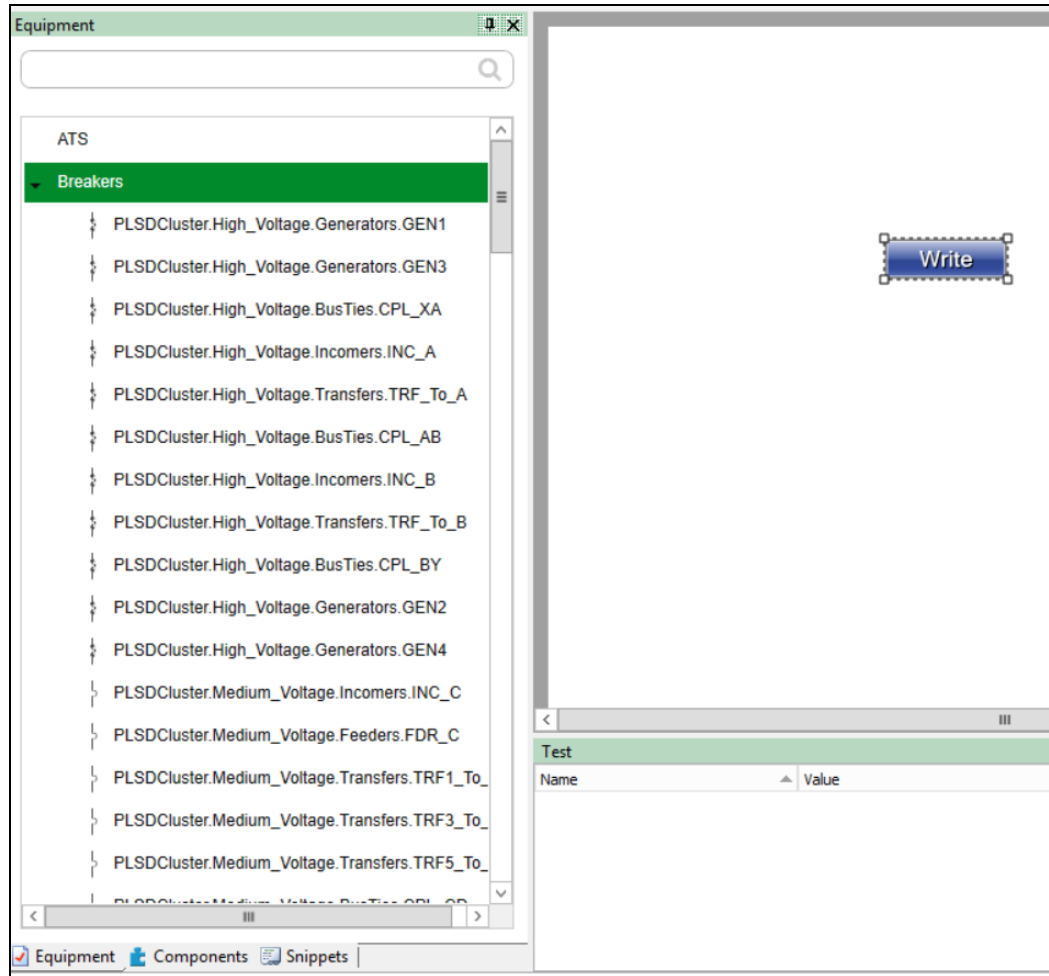 Equipment
ATS
Breakers
PLSDCluster.High_Voltage.Generators.GEN1
PLSDCluster.High_Voltage.Generators.GEN3
PLSDCluster.High_Voltage.BusTies.CPL_XA
PLSDCluster.High_Voltage.Incomers.INC_A
PLSDCluster.High_Voltage.Transfers.TRF_To_A
PLSDCluster.High_Voltage.BusTies.CPL_AB
PLSDCluster.High_Voltage.Incomers.INC_B
PLSDCluster.High_Voltage.Transfers.TRF_To_B
PLSDCluster.High_Voltage.BusTies.CPL_BY
PLSDCluster.High_Voltage.Generators.GEN2
PLSDCluster.High_Voltage.Generators.GEN4
PLSDCluster.Medium_Voltage.Incomers.INC_C
PLSDCluster.Medium_Voltage.Feeders.FDR_C
PLSDCluster.Medium_Voltage.Transfers.TRF1_To_
PLSDCluster.Medium_Voltage.Transfers.TRF3_To_
PLSDCluster.Medium_Voltage.Transfers.TRF5_To_
Equipment Components Snippets
Write
Test
Name Value